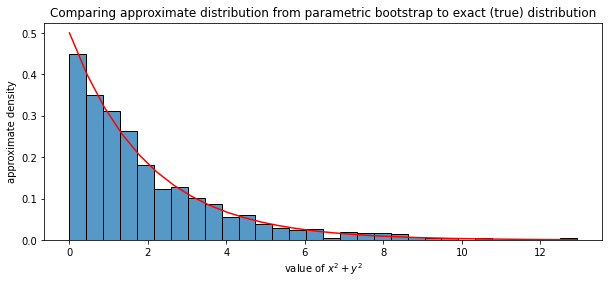 Comparing approximate distribution from parametric bootstrap to exact (true) distribution
0.5
0.4
0.3
0.2
0.1
0.0
approximate density
0 2 4 6 8 10 12
value of x² + y²